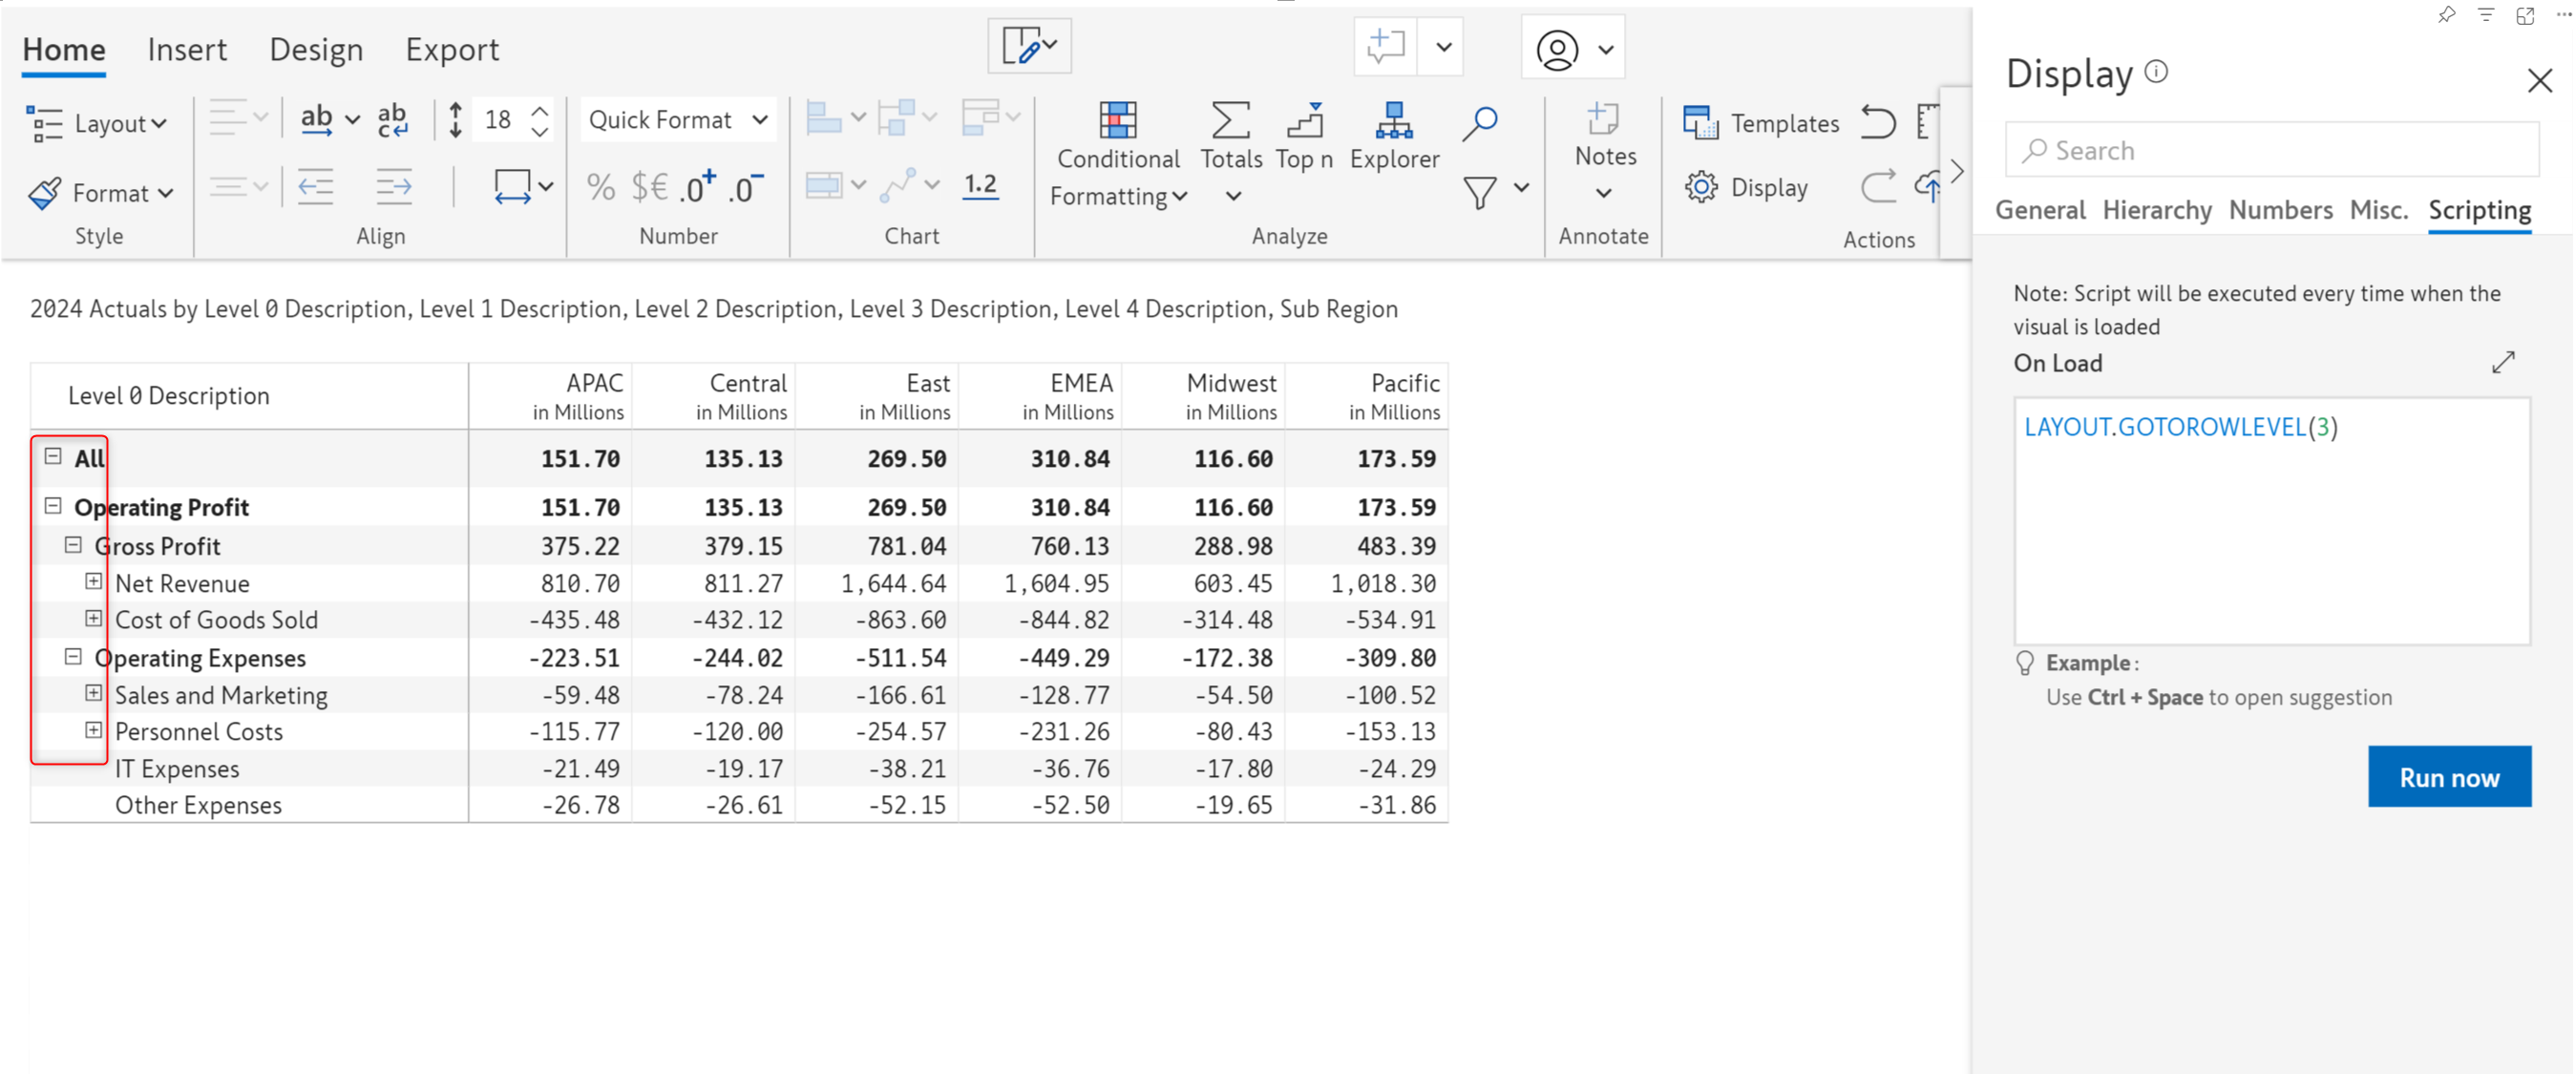 Home Insert Design Export
Layout
Format
Style
ab ab c
18
Align
Quick Format
% $€ .0+ .0-
Number
1.2
Chart
Conditional Formatting
Totals
Top n
Explorer
Analyze
Notes
Annotate
Templates
Display
Actions
2024 Actuals by Level 0 Description, Level 1 Description, Level 2 Description, Level 3 Description, Level 4 Description, Sub Region
Level 0 Description APAC in Millions Central in Millions East in Millions EMEA in Millions Midwest in Millions Pacific in Millions
All 151.70 135.13 269.50 310.84 116.60 173.59
Operating Profit 151.70 135.13 269.50 310.84 116.60 173.59
Gross Profit 375.22 379.15 781.04 760.13 288.98 483.39
Net Revenue 810.70 811.27 1,644.64 1,604.95 603.45 1,018.30
Cost of Goods Sold -435.48 -432.12 -863.60 -844.82 -314.48 -534.91
Operating Expenses -223.51 -244.02 -511.54 -449.29 -172.38 -309.80
Sales and Marketing -59.48 -78.24 -166.61 -128.77 -54.50 -100.52
Personnel Costs -115.77 -120.00 -254.57 -231.26 -80.43 -153.13
IT Expenses -21.49 -19.17 -38.21 -36.76 -17.80 -24.29
Other Expenses -26.78 -26.61 -52.15 -52.50 -19.65 -31.86
Display
Search
General Hierarchy Numbers Misc. Scripting
Note: Script will be executed every time when the
visual is loaded
On Load
LAYOUT.GOTOROWLEVEL(3)
Example:
Use Ctrl + Space to open suggestion
Run now